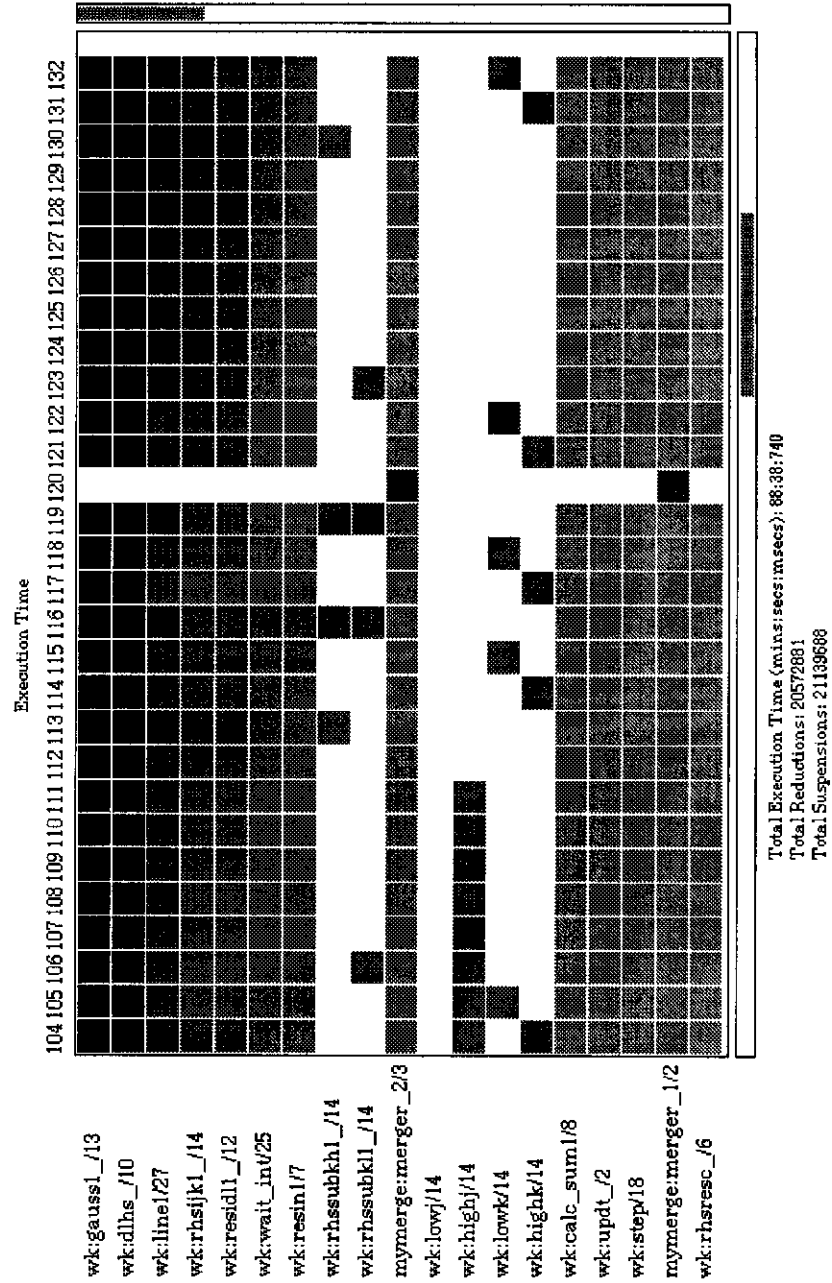 Execution Time
104 105 106 107 108 109 110 111 112 113 114 115 116 117 118 119 120 121 122 123 124 125 126 127 128 129 130 131 132
wk:gauss1_/13
wk:dlhs_/10
wk:line1/27
wk:rhsijk1_/14
wk:resid11_/12
wk:wait_int/25
wk:resin1/7
wk:rhssubkh1_/14
wk:rhssubkl1_/14
mymerge:merger_2/3
wk:lowj/14
wk:highj/14
wk:lowk/14
wk:highk/14
wk:calc_sum1/8
wk:updt_/2
wk:step/18
mymerge:merger_1/2
wk:rhsresc_/6
Total Execution Time (mins:secs:msecs): 88:38:740
Total Reductions: 20572881
Total Suspensions: 21139688